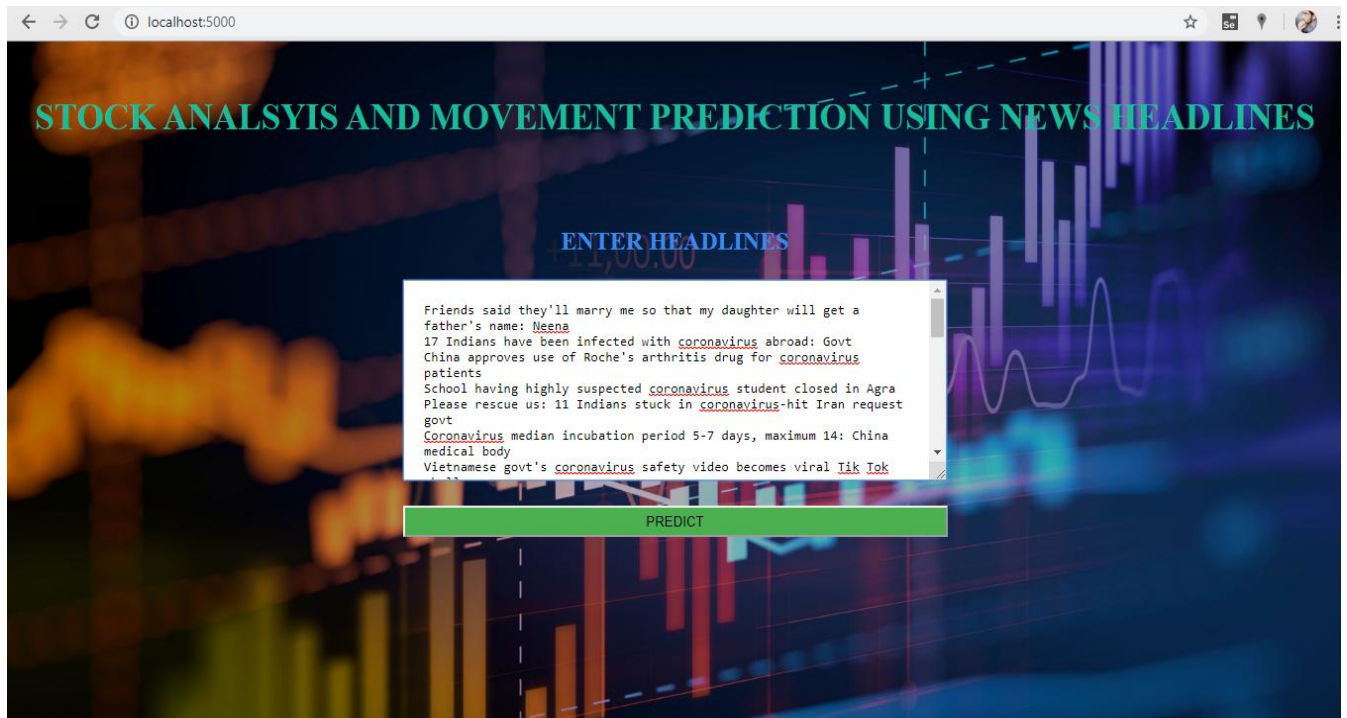 localhost:5000
Se
STOCK ANALSYIS AND MOVEMENT PREDICTION USING NEWS HEADLINES
ENTER HEADLINES
Friends said they'll marry me so that my daughter will get a
father's name: Neena
17 Indians have been infected with coronavirus abroad: Govt
China approves use of Roche's arthritis drug for coronavirus
patients
School having highly suspected coronavirus student closed in Agra
Please rescue us: 11 Indians stuck in coronavirus-hit Iran request
govt
Coronavirus median incubation period 5-7 days, maximum 14: China
medical body
Vietnamese govt's coronavirus safety video becomes viral Tik Tok
PREDICT